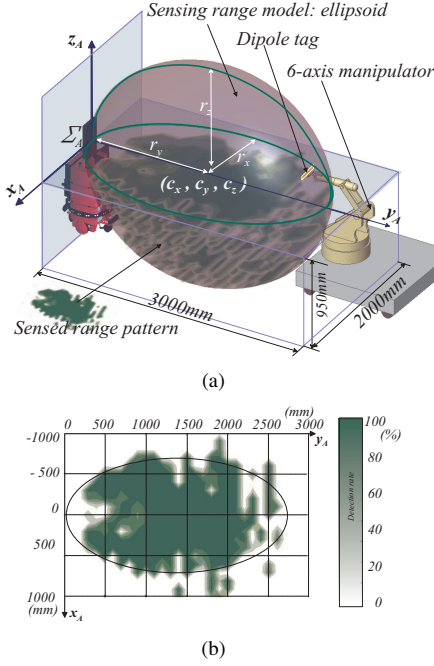 Sensing range model: ellipsoid
Dipole tag
6-axis manipulator
z_A
r_z
Σ_A
r_y
r_x
x_A
(c_x , c_y , c_z )
y_A
3000mm
950mm
2000mm
Sensed range pattern
(a)
(mm)
0 500 1000 1500 2000 2500 3000
y_A
-1000
-500
0
500
1000
(mm)
x_A
100
(%)
80
60
40
20
0
Detection rate
(b)